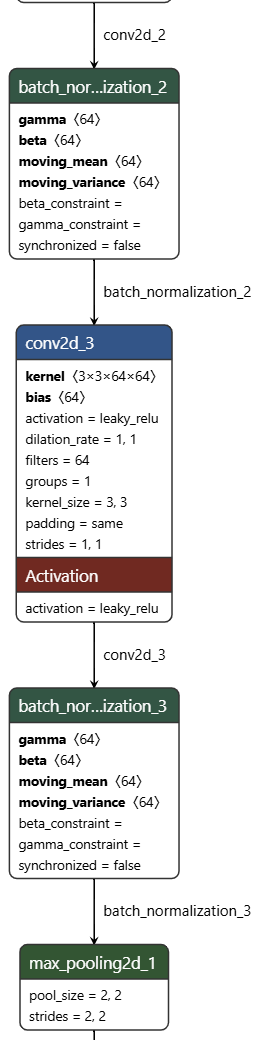 conv2d_2
batch_nor...ization_2
gamma 〈64〉
beta 〈64〉
moving_mean 〈64〉
moving_variance 〈64〉
beta_constraint =
gamma_constraint =
synchronized = false
batch_normalization_2
conv2d_3
kernel 〈3×3×64×64〉
bias 〈64〉
activation = leaky_relu
dilation_rate = 1, 1
filters = 64
groups = 1
kernel_size = 3, 3
padding = same
strides = 1, 1
Activation
activation = leaky_relu
conv2d_3
batch_nor...ization_3
gamma 〈64〉
beta 〈64〉
moving_mean 〈64〉
moving_variance 〈64〉
beta_constraint =
gamma_constraint =
synchronized = false
batch_normalization_3
max_pooling2d_1
pool_size = 2, 2
strides = 2, 2